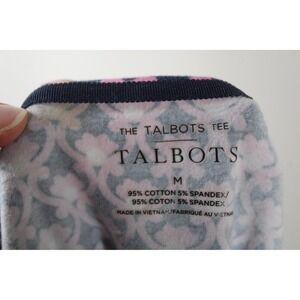 THE TALBOTS TEE
TALBOTS
M
95% COTTON 5% SPANDEX/
95% COTON 5% SPANDEX
MADE IN VIETNAM/FABRIQUÉ AU VIETNAM